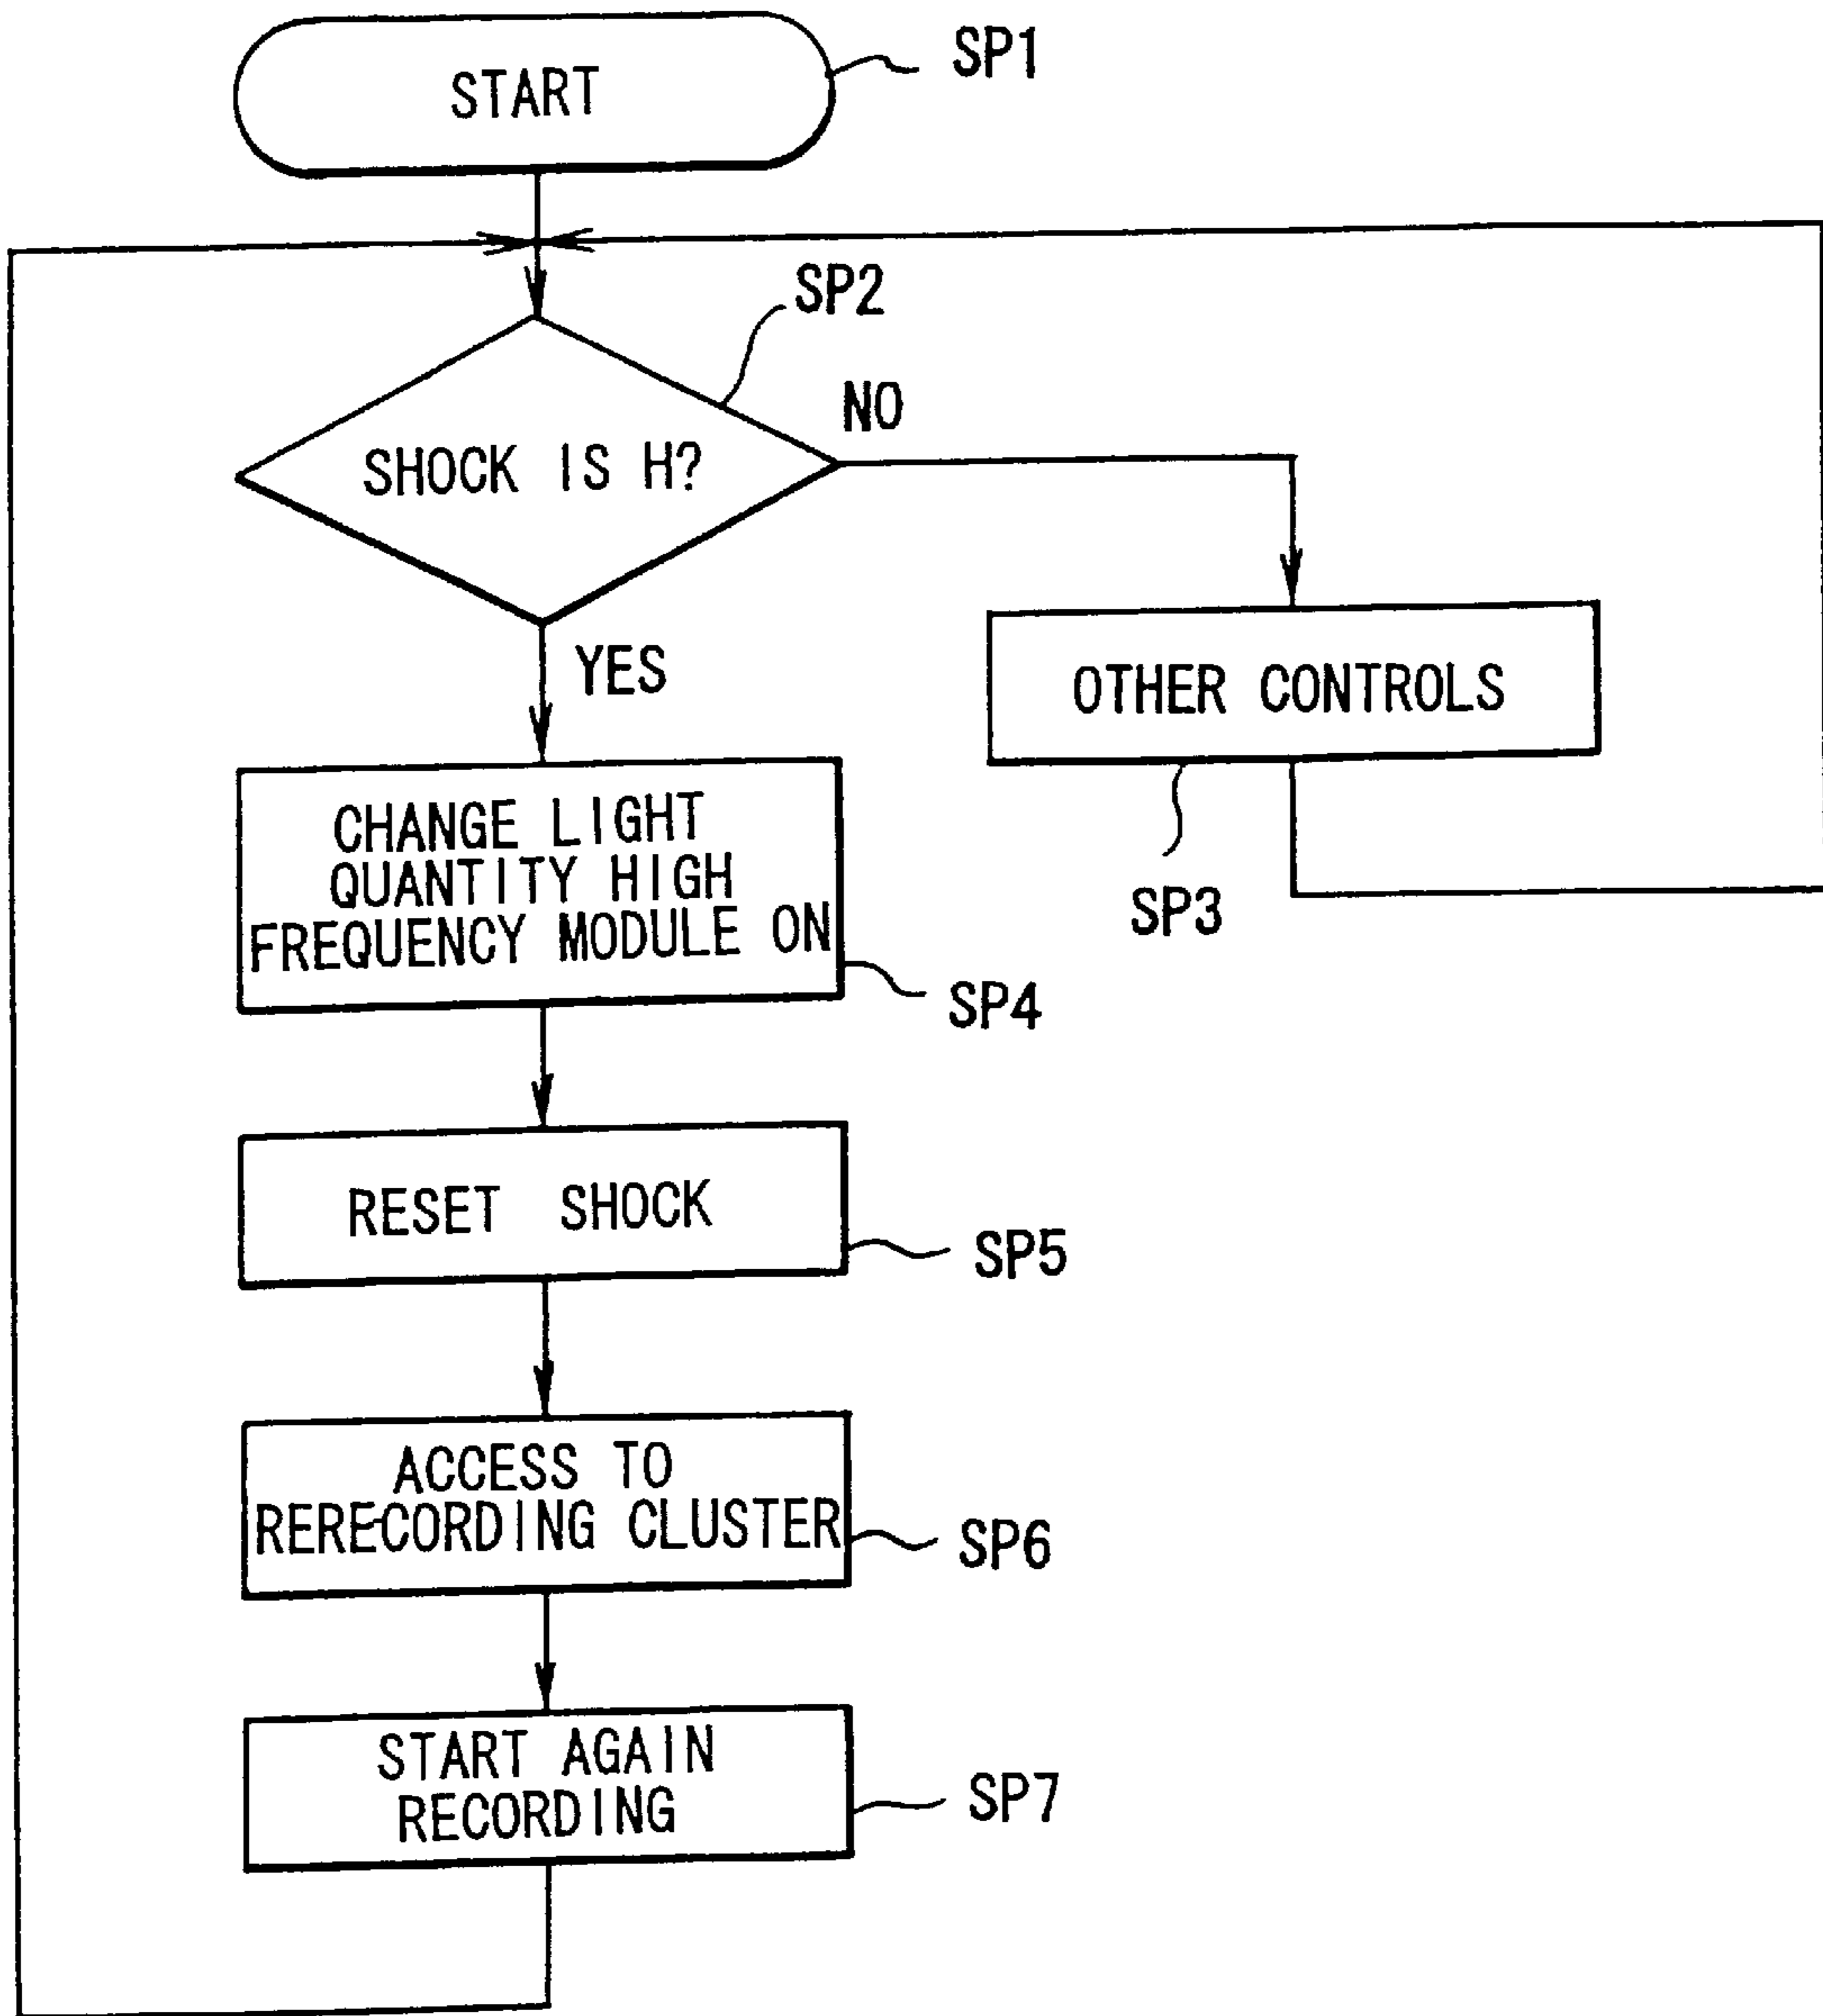 START
SP1
SP2
SHOCK IS H?
NO
YES
OTHER CONTROLS
SP3
CHANGE LIGHT
QUANTITY HIGH
FREQUENCY MODULE ON
SP4
RESET SHOCK
SP5
ACCESS TO
RERECORDING CLUSTER
SP6
START AGAIN
RECORDING
SP7